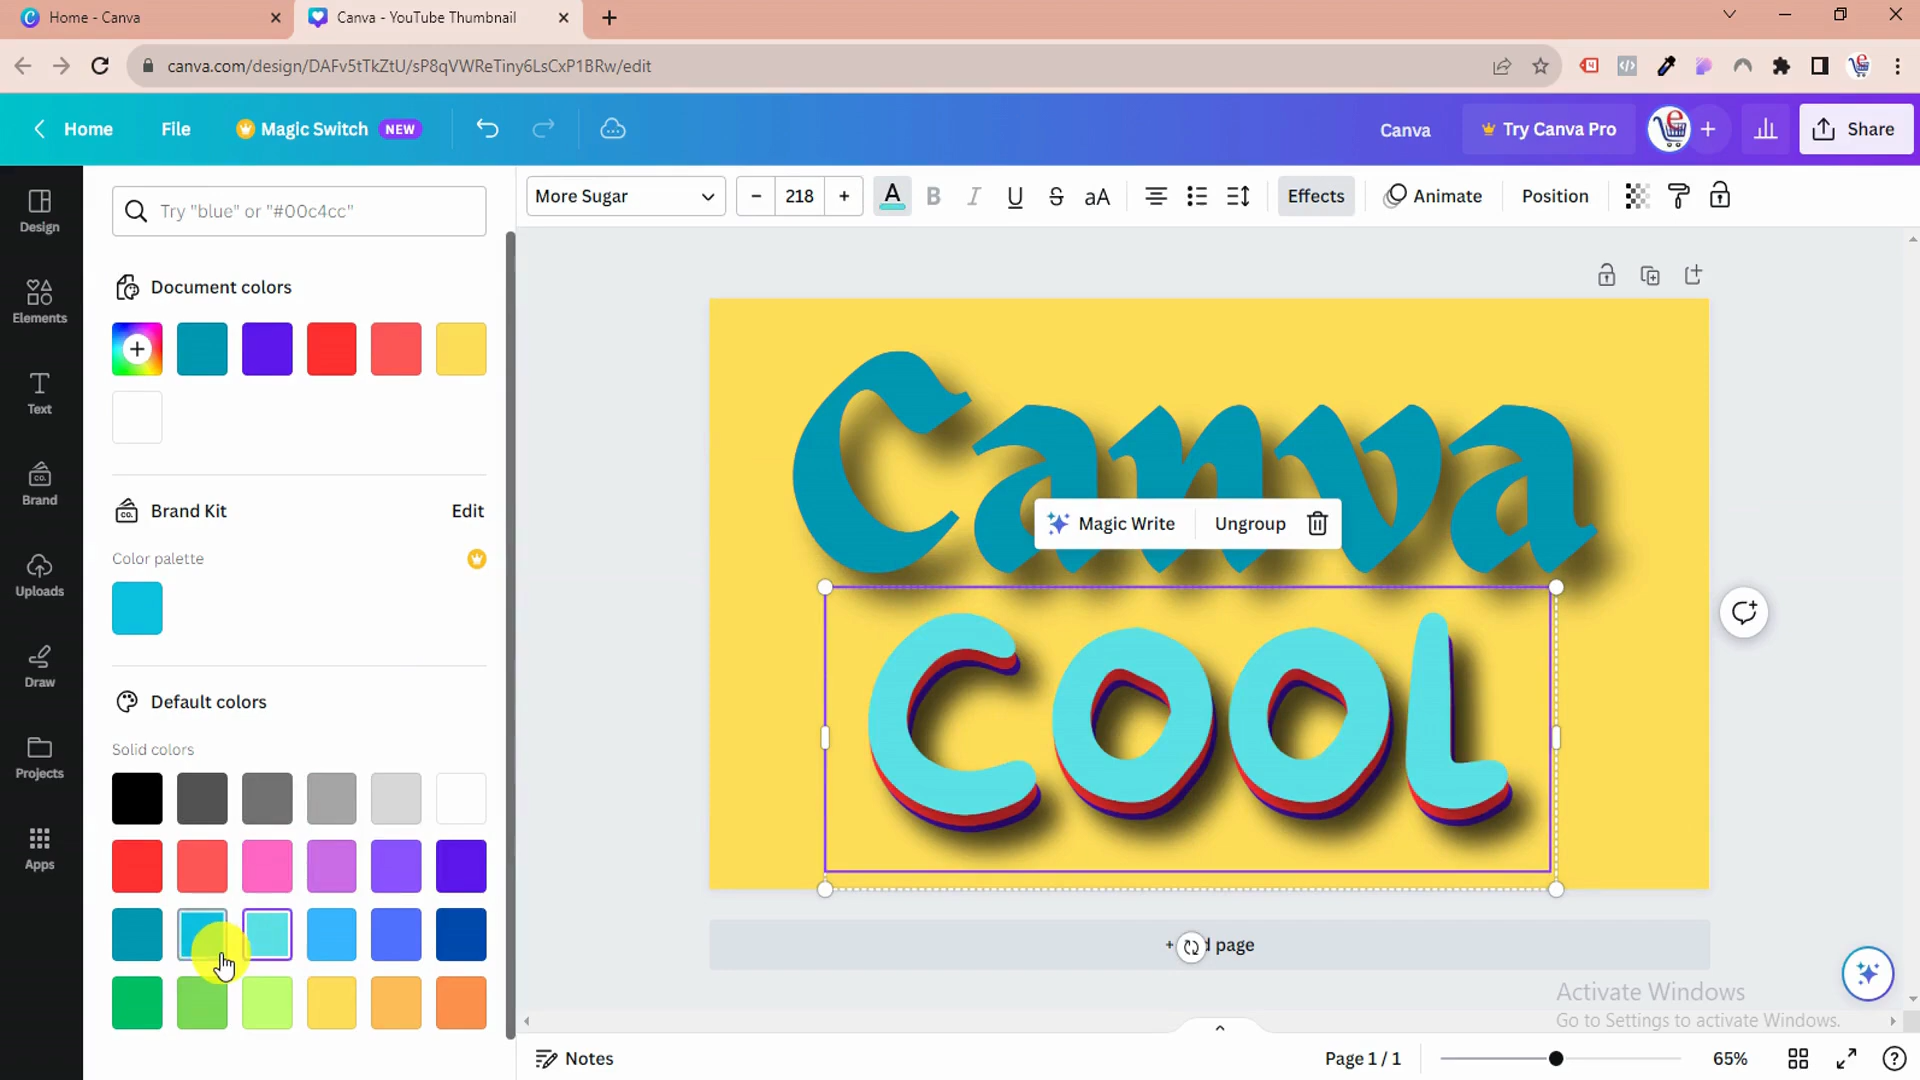 Home - Canva
Canva - YouTube Thumbnail
canva.com/design/DAFv5tTkZtU/sP8qVWReTiny6LsCxP1BRw/edit
Home
File
Magic Switch
NEW
Canva
Try Canva Pro
Share
Design
Elements
Text
Brand
Uploads
Draw
Projects
Apps
Try "blue" or "#00c4cc"
Document colors
Brand Kit
Edit
Color palette
Default colors
Solid colors
More Sugar
218
A
B
I
U
S
aA
Effects
Animate
Position
Canva
Magic Write
Ungroup
COOL
page
Activate Windows
Go to Settings to activate Windows.
Notes
Page 1 / 1
65%